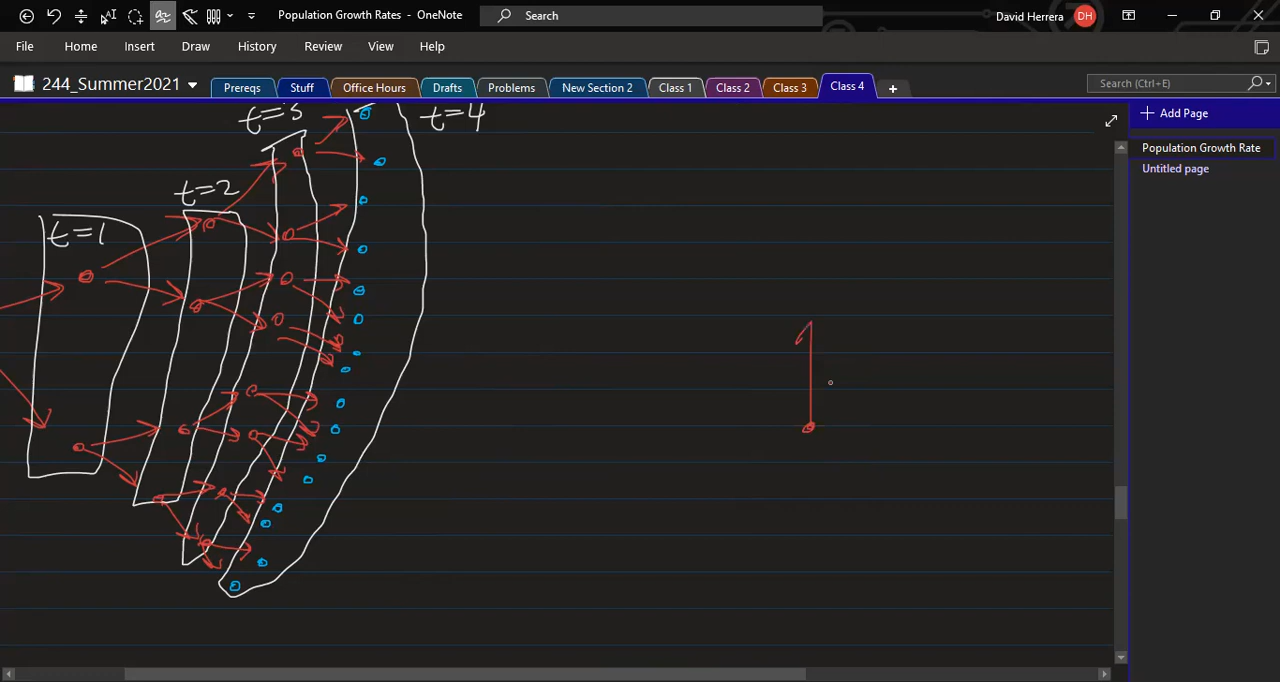 Population Growth Rates - OneNote
Search
David Herrera
DH
File Home Insert Draw History Review View Help
244_Summer2021
Prereqs Stuff Office Hours Drafts Problems New Section 2 Class 1 Class 2 Class 3 Class 4
Search (Ctrl+E)
Add Page
Population Growth Rate
Untitled page
t=1
t=2
t=3
t=4